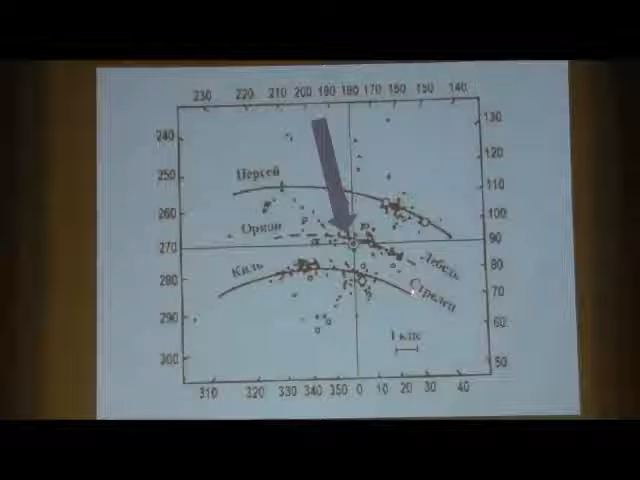 230 220 210 200 190 180 170 160 150 140
240 130
250 120
Персей 110
260 100
Орион
270 90
Лебедь
Киль 80
280 Стрелец 70
1 кпс
290 60
300 50
310 320 330 340 350 0 10 20 30 40